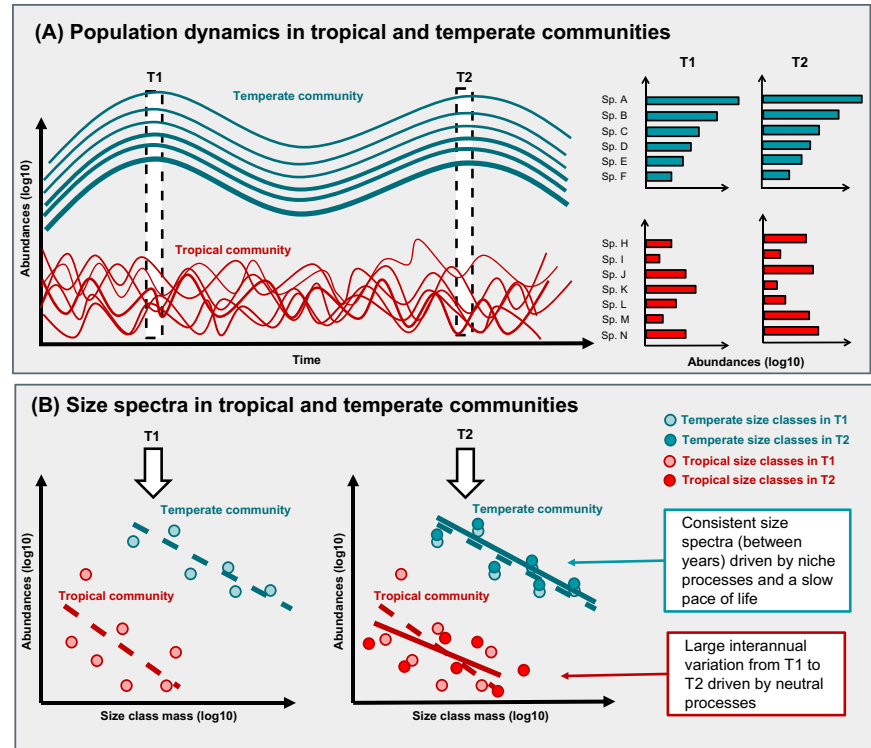 (A) Population dynamics in tropical and temperate communities
T1
T2
Temperate community
Tropical community
Abundances (log10)
Time
T1
T2
Sp. A
Sp. B
Sp. C
Sp. D
Sp. E
Sp. F
Sp. H
Sp. I
Sp. J
Sp. K
Sp. L
Sp. M
Sp. N
Abundances (log10)
(B) Size spectra in tropical and temperate communities
T1
Temperate community
Tropical community
Abundances (log10)
Size class mass (log10)
T2
Temperate community
Tropical community
Abundances (log10)
Size class mass (log10)
Temperate size classes in T1
Temperate size classes in T2
Tropical size classes in T1
Tropical size classes in T2
Consistent size
spectra (between
years) driven by niche
processes and a slow
pace of life
Large interannual
variation from T1 to
T2 driven by neutral
processes